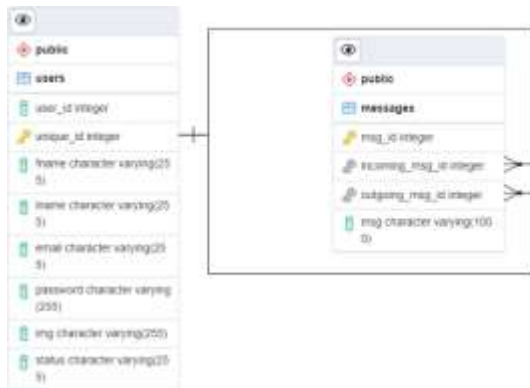 public
users
user_id integer
unique_id integer
fname character varying(25
5)
lname character varying(25
5)
email character varying(25
5)
password character varying
(255)
img character varying(255)
status character varying(25
5)
public
messages
msg_id integer
incoming_msg_id integer
outgoing_msg_id integer
msg character varying(100
0)